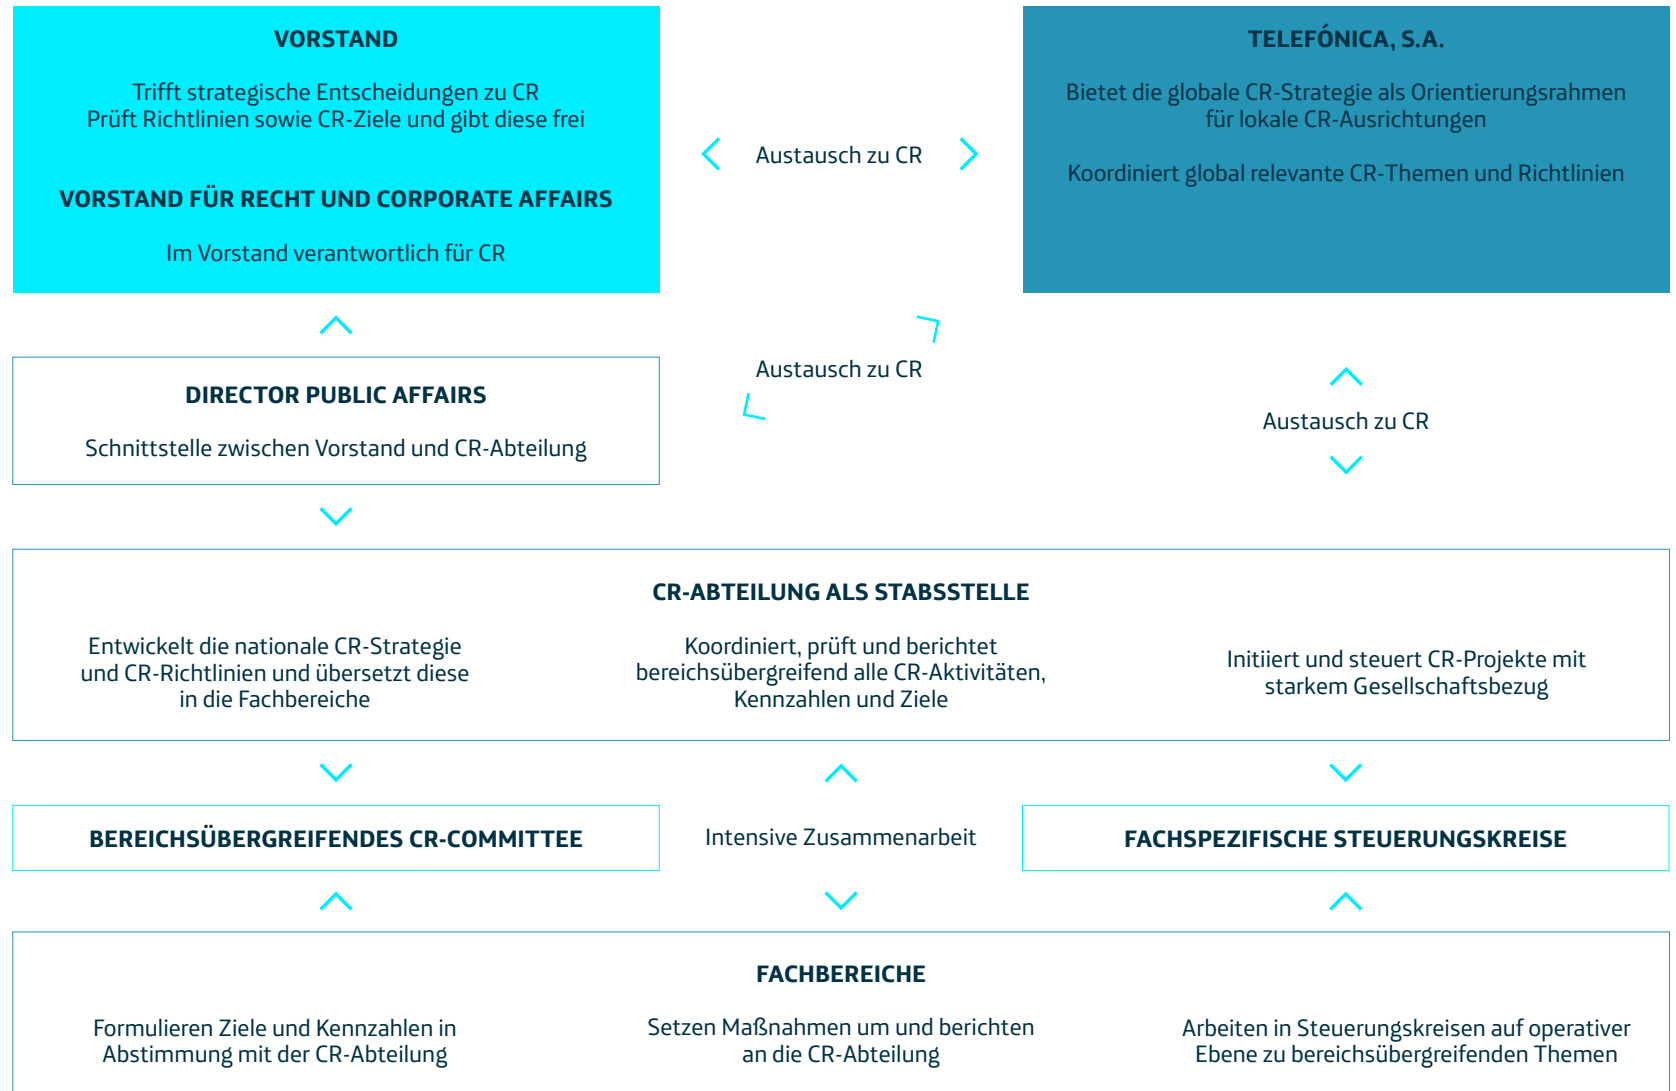 VORSTAND
Trifft strategische Entscheidungen zu CR
Prüft Richtlinien sowie CR-Ziele und gibt diese frei
VORSTAND FÜR RECHT UND CORPORATE AFFAIRS
Im Vorstand verantwortlich für CR
Austausch zu CR
TELEFÓNICA, S.A.
Bietet die globale CR-Strategie als Orientierungsrahmen
für lokale CR-Ausrichtungen
Koordiniert global relevante CR-Themen und Richtlinien
DIRECTOR PUBLIC AFFAIRS
Schnittstelle zwischen Vorstand und CR-Abteilung
Austausch zu CR
Austausch zu CR
CR-ABTEILUNG ALS STABSSTELLE
Entwickelt die nationale CR-Strategie
und CR-Richtlinien und übersetzt diese
in die Fachbereiche
Koordiniert, prüft und berichtet
bereichsübergreifend alle CR-Aktivitäten,
Kennzahlen und Ziele
Initiiert und steuert CR-Projekte mit
starkem Gesellschaftsbezug
BEREICHSÜBERGREIFENDES CR-COMMITTEE
Intensive Zusammenarbeit
FACHSPEZIFISCHE STEUERUNGSKREISE
FACHBEREICHE
Formulieren Ziele und Kennzahlen in
Abstimmung mit der CR-Abteilung
Setzen Maßnahmen um und berichten
an die CR-Abteilung
Arbeiten in Steuerungskreisen auf operativer
Ebene zu bereichsübergreifenden Themen